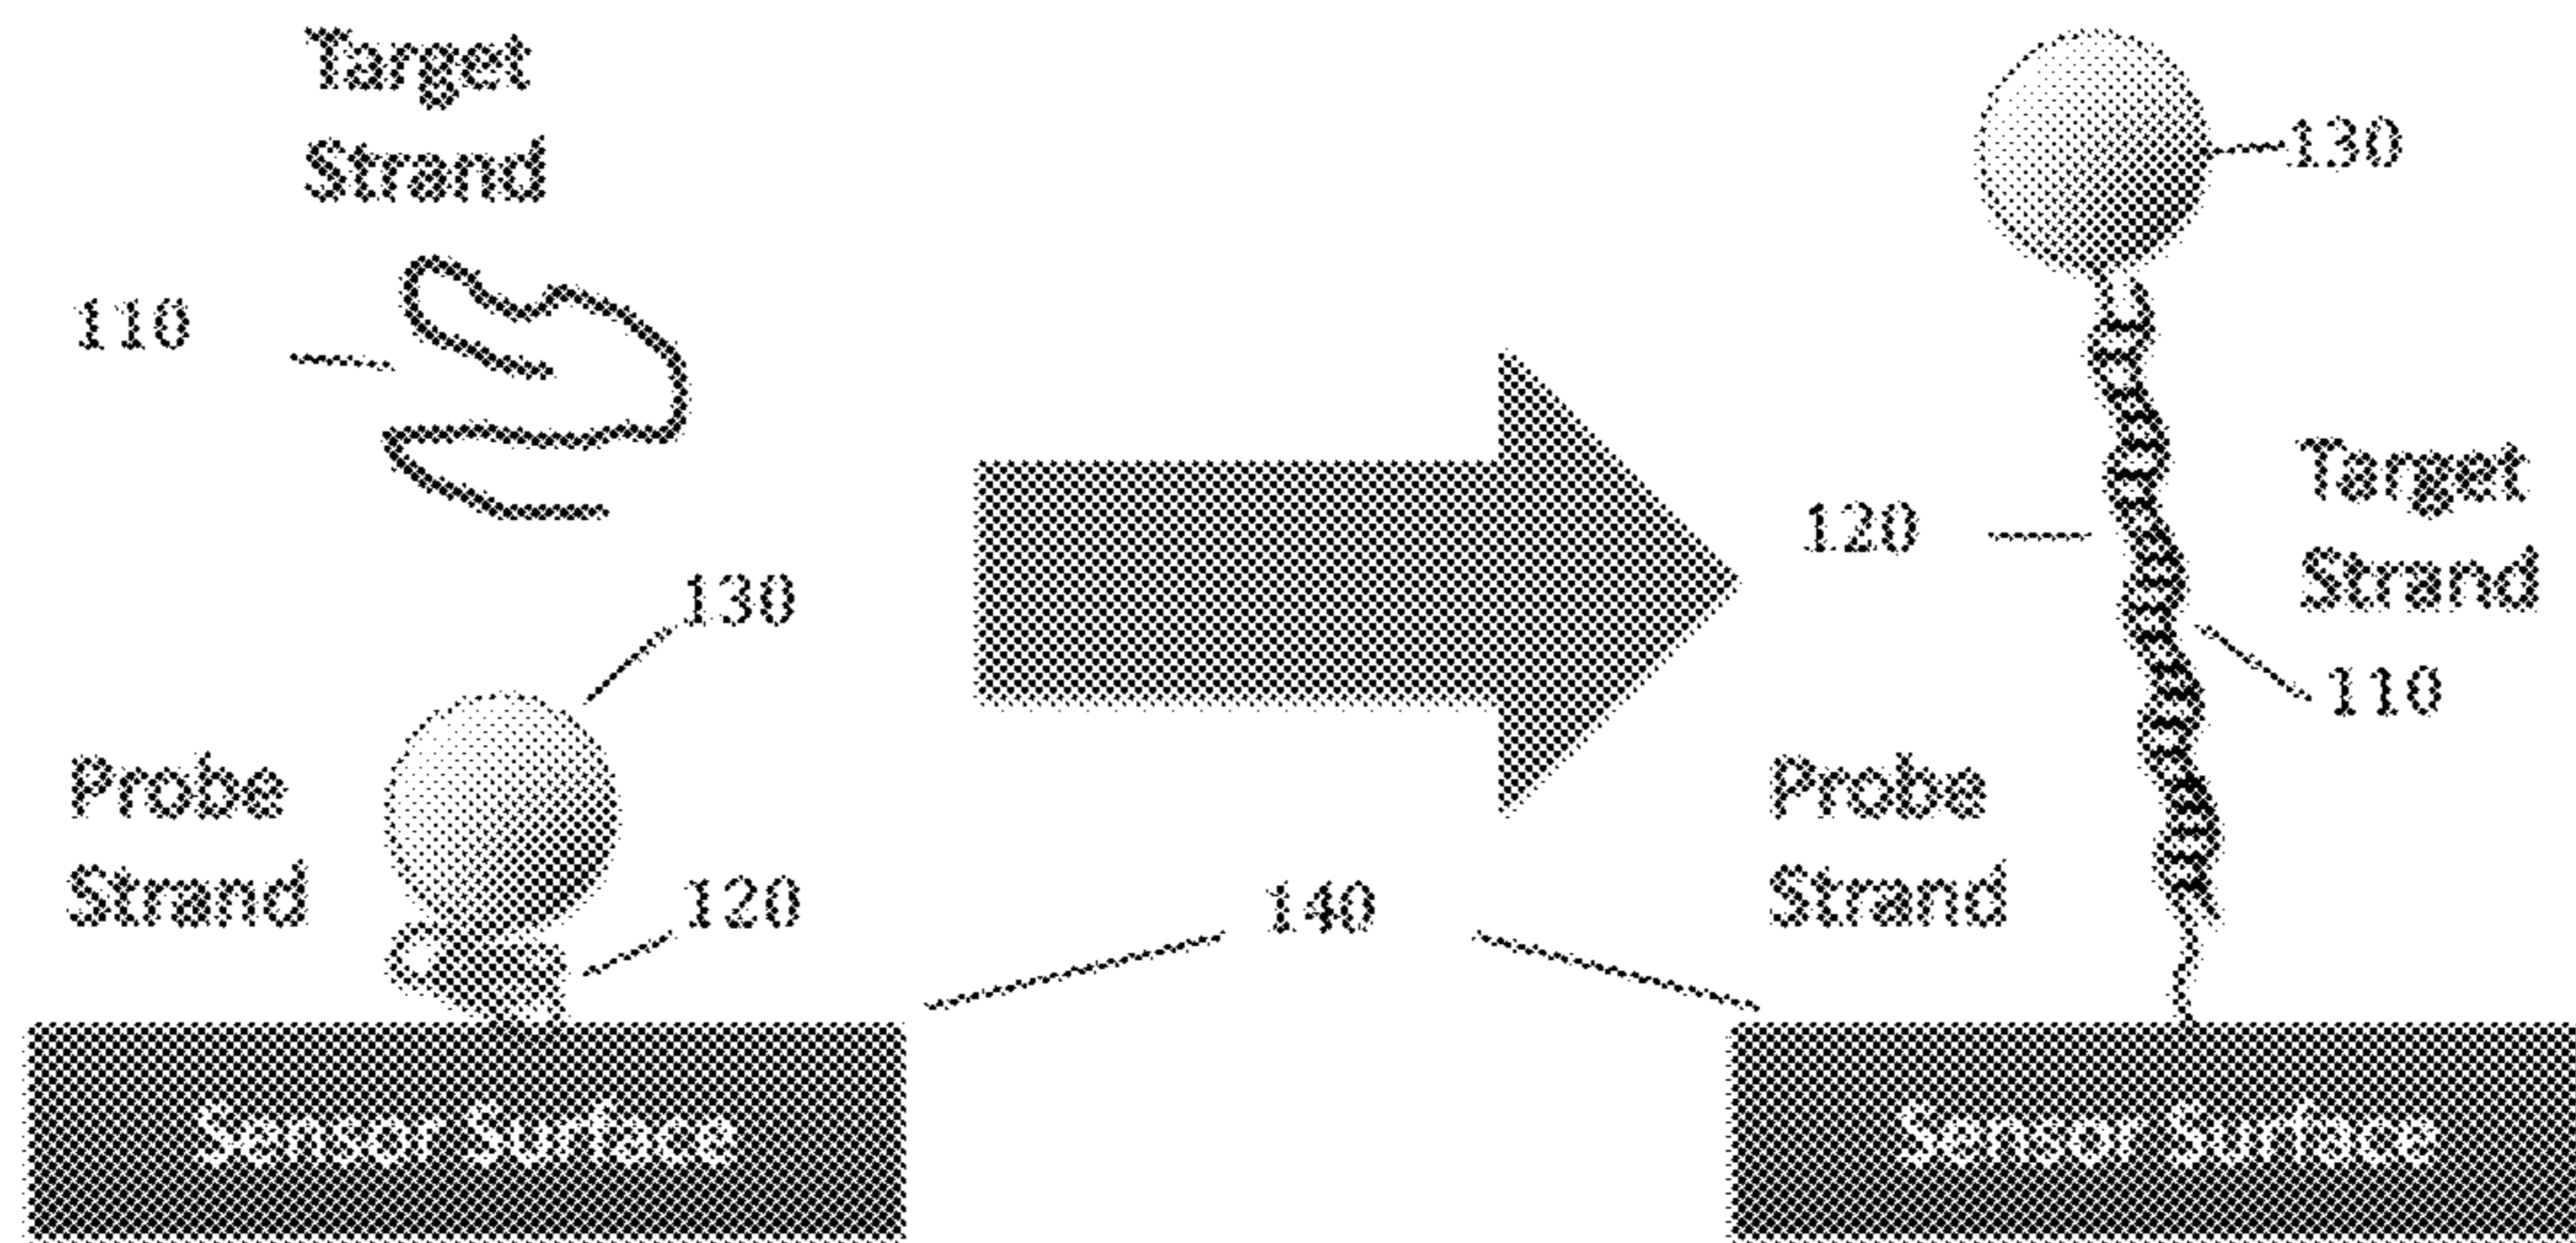 Target
Strand
110
130
Probe
Strand
120
Sensor Surface
140
130
120
Target
Strand
110
Probe
Strand
Sensor Surface